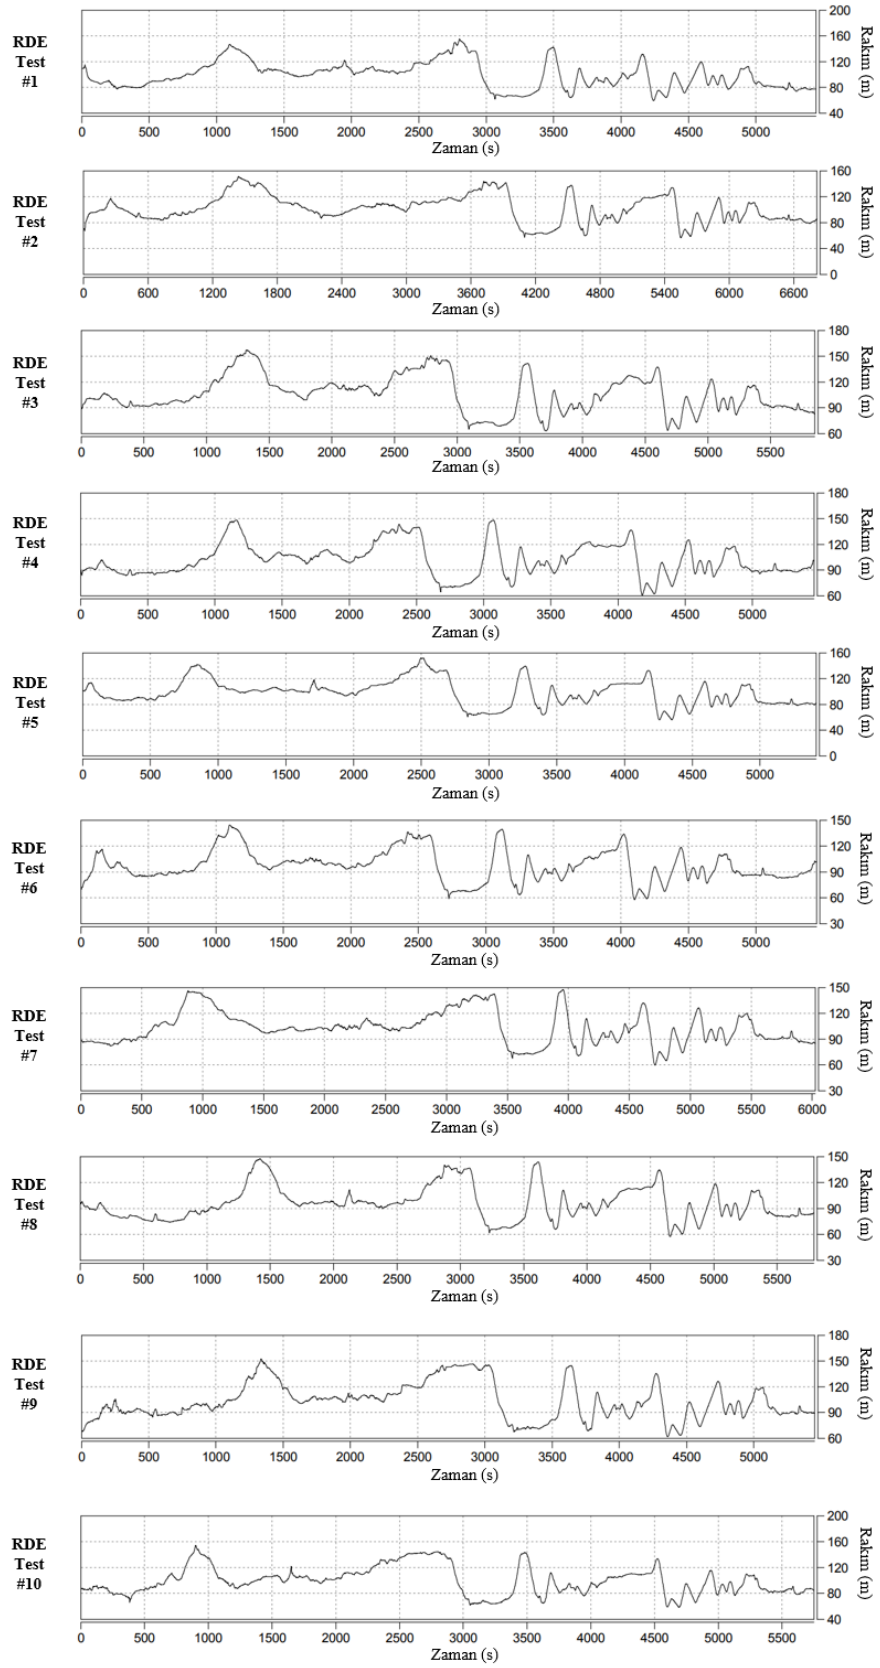 200
160
120
80
40
RDE
Test
#1
Rakım (m)
0 500 1000 1500 2000 2500 3000 3500 4000 4500 5000
Zaman (s)
160
120
80
40
0
RDE
Test
#2
Rakım (m)
0 600 1200 1800 2400 3000 3600 4200 4800 5400 6000 6600
Zaman (s)
180
150
120
90
60
RDE
Test
#3
Rakım (m)
0 500 1000 1500 2000 2500 3000 3500 4000 4500 5000 5500
Zaman (s)
180
150
120
90
60
RDE
Test
#4
Rakım (m)
0 500 1000 1500 2000 2500 3000 3500 4000 4500 5000
Zaman (s)
160
120
80
40
0
RDE
Test
#5
Rakım (m)
0 500 1000 1500 2000 2500 3000 3500 4000 4500 5000
Zaman (s)
150
120
90
60
30
RDE
Test
#6
Rakım (m)
0 500 1000 1500 2000 2500 3000 3500 4000 4500 5000
Zaman (s)
150
120
90
60
30
RDE
Test
#7
Rakım (m)
0 500 1000 1500 2000 2500 3000 3500 4000 4500 5000 5500 6000
Zaman (s)
150
120
90
60
30
RDE
Test
#8
Rakım (m)
0 500 1000 1500 2000 2500 3000 3500 4000 4500 5000 5500
Zaman (s)
180
150
120
90
60
RDE
Test
#9
Rakım (m)
0 500 1000 1500 2000 2500 3000 3500 4000 4500 5000
Zaman (s)
200
160
120
80
40
RDE
Test
#10
Rakım (m)
0 500 1000 1500 2000 2500 3000 3500 4000 4500 5000 5500
Zaman (s)